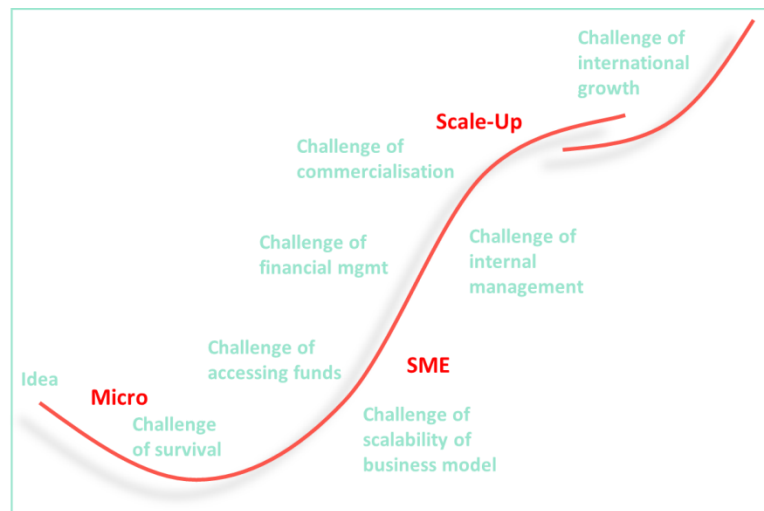 Challenge of
international
growth
Scale-Up
Challenge of
commercialisation
Challenge of
financial mgmt
Challenge of
internal
management
Challenge of
accessing funds
SME
Idea
Micro
Challenge
of survival
Challenge of
scalability of
business model